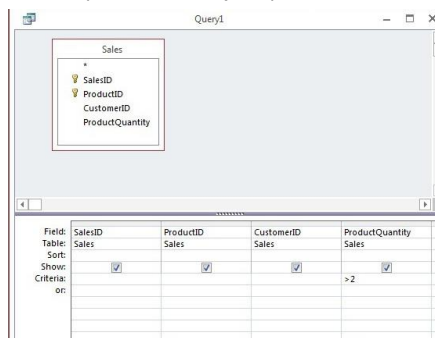 Query1
Sales
*
SalesID
ProductID
CustomerID
ProductQuantity
Field: SalesID ProductID CustomerID ProductQuantity
Table: Sales Sales Sales Sales
Sort:
Show:
Criteria: >2
or: